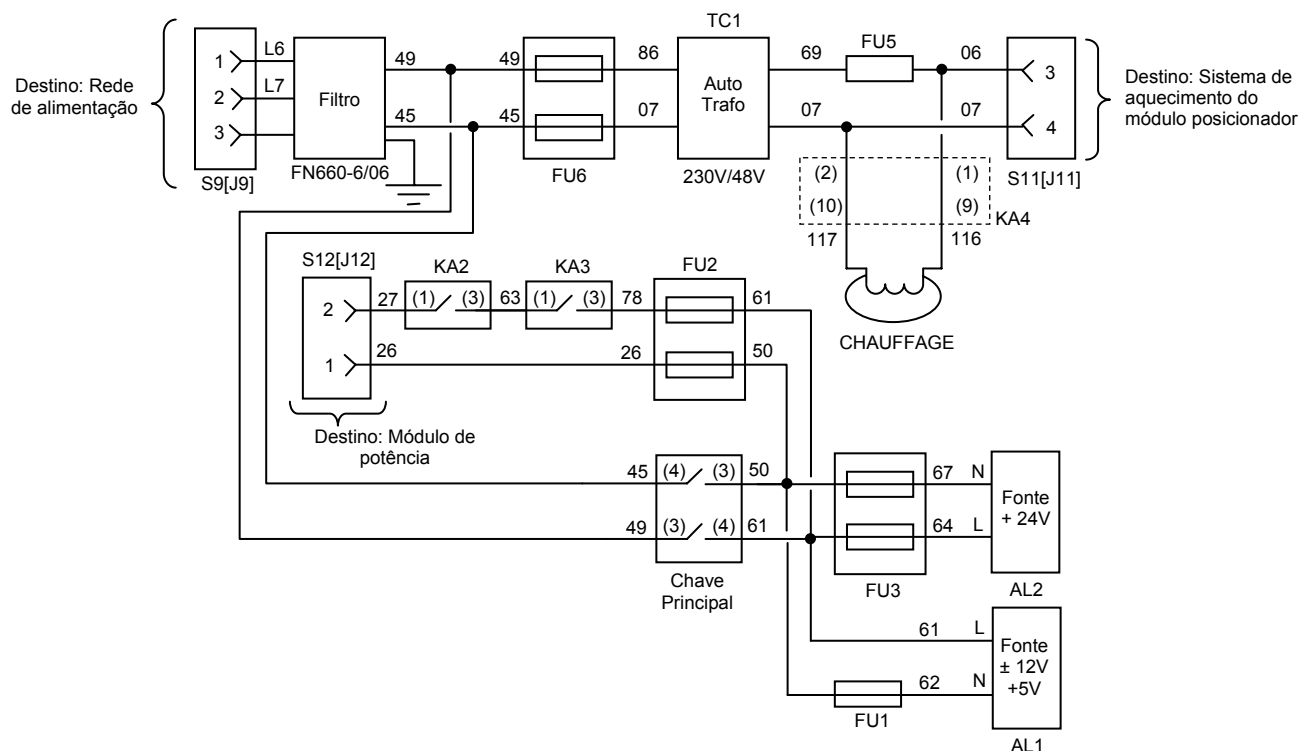 TC1
FU5
1
L6
49
49
86
69
06
3
Destino: Rede
de alimentação
2
L7
Filtro
Auto
Trafo
Destino: Sistema de
aquecimento do
módulo posicionador
3
45
45
07
07
07
4
S9[J9]
FN660-6/06
FU6
230V/48V
(2)
(1)
S11[J11]
(10)
(9)
KA4
117
116
S12[J12]
KA2
KA3
FU2
2
27
(1)
(3)
63
(1)
(3)
78
61
CHAUFFAGE
1
26
26
50
Destino: Módulo de
potência
45
(4)
(3)
50
67
N
Fonte
+ 24V
49
(3)
(4)
61
64
L
Chave
Principal
FU3
AL2
61
L
Fonte
± 12V
+5V
62
N
FU1
AL1